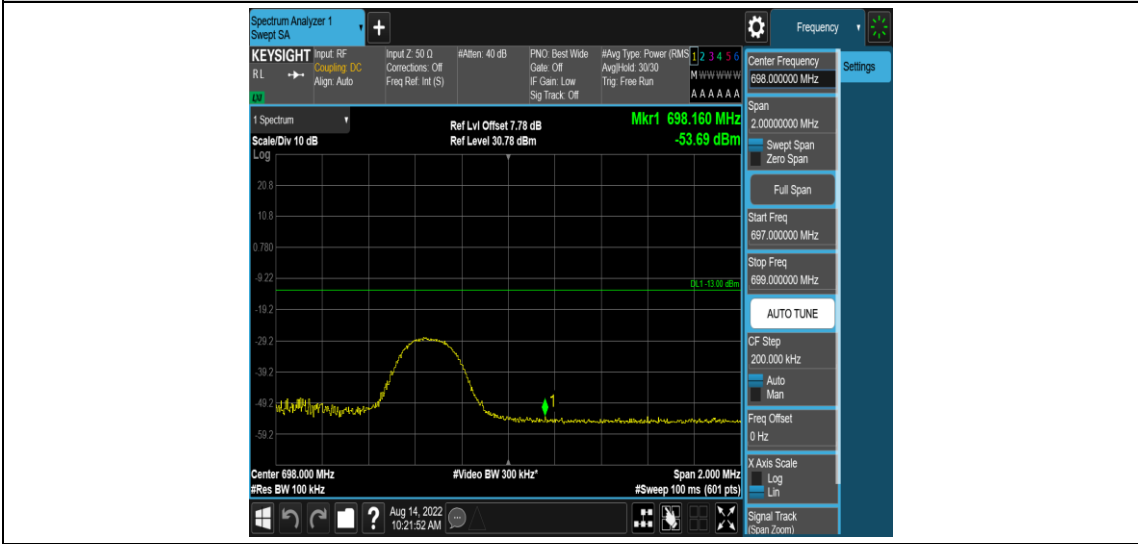 Spectrum Analyzer 1
Swept SA
+
Frequency
KEYSIGHT
RL
Input: RF
Coupling: DC
Align: Auto
Input Z: 50 Ω
Corrections: Off
Freq Ref: Int (S)
#Atten: 40 dB
PNO: Best Wide
Gate: Off
IF Gain: Low
Sig Track: Off
#Avg Type: Power (RMS
Avg|Hold: 30/30
Trig: Free Run
1 2 3 4 5 6
M W W W W W
A A A A A A
1 Spectrum
Scale/Div 10 dB
Log
Ref Lvl Offset 7.78 dB
Ref Level 30.78 dBm
Mkr1 698.160 MHz
-53.69 dBm
20.8
10.8
0.780
-9.22
DL1 -13.00 dBm
-19.2
-29.2
-39.2
-49.2
1
-59.2
Center 698.000 MHz
#Video BW 300 kHz*
Span 2.000 MHz
#Res BW 100 kHz
#Sweep 100 ms (601 pts)
?
Aug 14, 2022
10:21:52 AM
Center Frequency
698.000000 MHz
Settings
Span
2.00000000 MHz
Swept Span
Zero Span
Full Span
Start Freq
697.000000 MHz
Stop Freq
699.000000 MHz
AUTO TUNE
CF Step
200.000 kHz
Auto
Man
Freq Offset
0 Hz
X Axis Scale
Log
Lin
Signal Track
(Span Zoom)